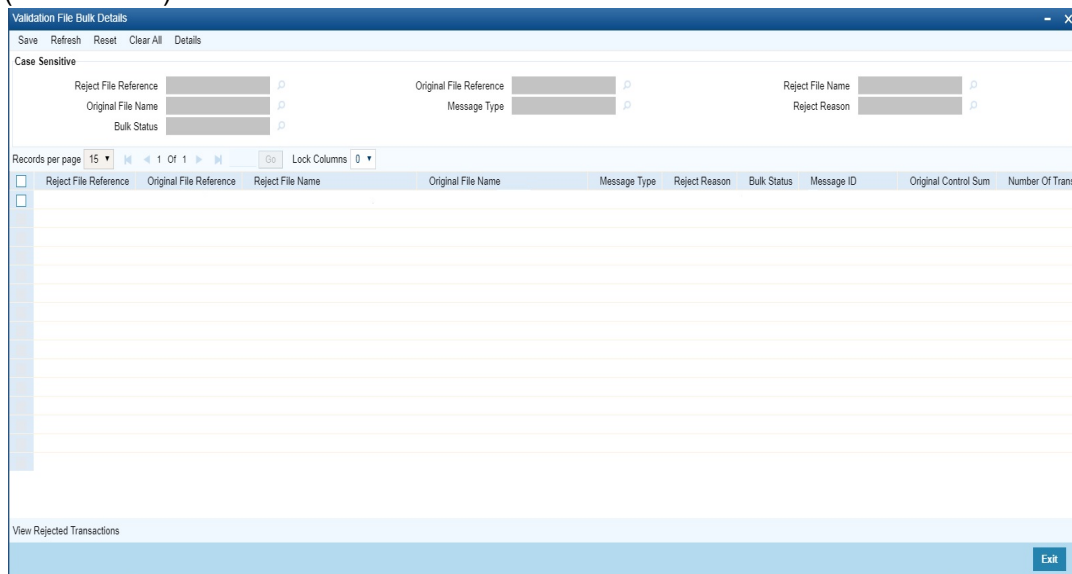 Validation File Bulk Details
Save Refresh Reset Clear All Details
Case Sensitive
Reject File Reference Original File Reference Reject File Name
Original File Name Message Type Reject Reason
Bulk Status
Records per page 15 1 Of 1 Go Lock Columns 0
Reject File Reference Original File Reference Reject File Name Original File Name Message Type Reject Reason Bulk Status Message ID Original Control Sum Number Of Trans
View Rejected Transactions
Exit